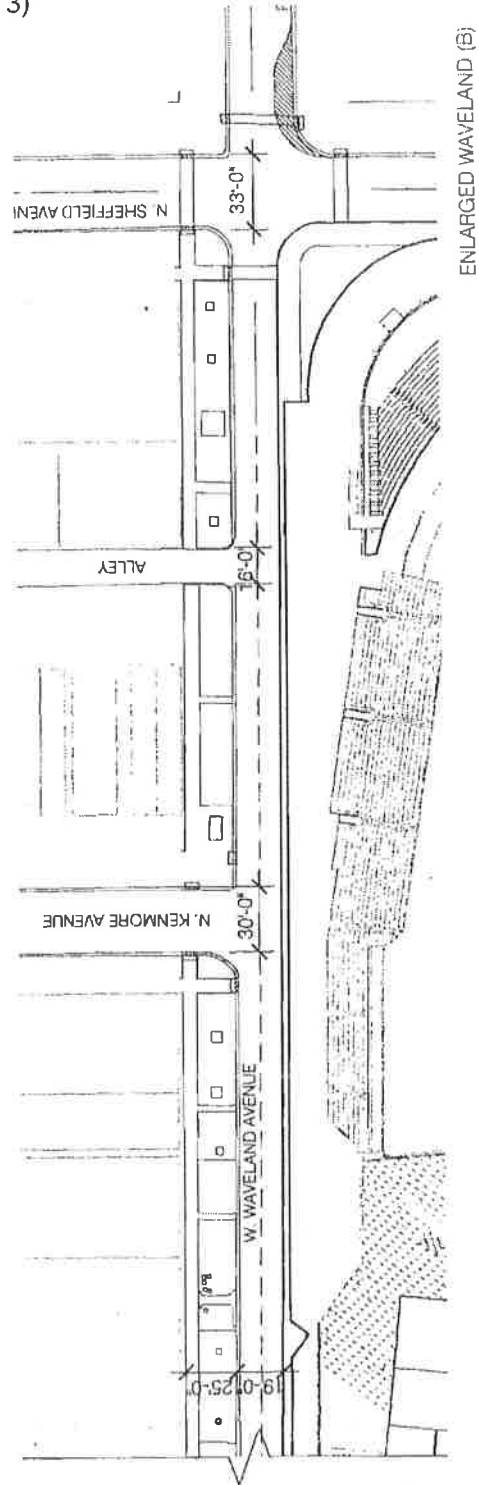 3)
N. SHEFFIELD AVEN
33'-0"
ALLEY
16'-0"
N. KENMORE AVENUE
30'-0"
W. WAVELAND AVENUE
25'-0"
19'-0"
ENLARGED WAVELAND (B)